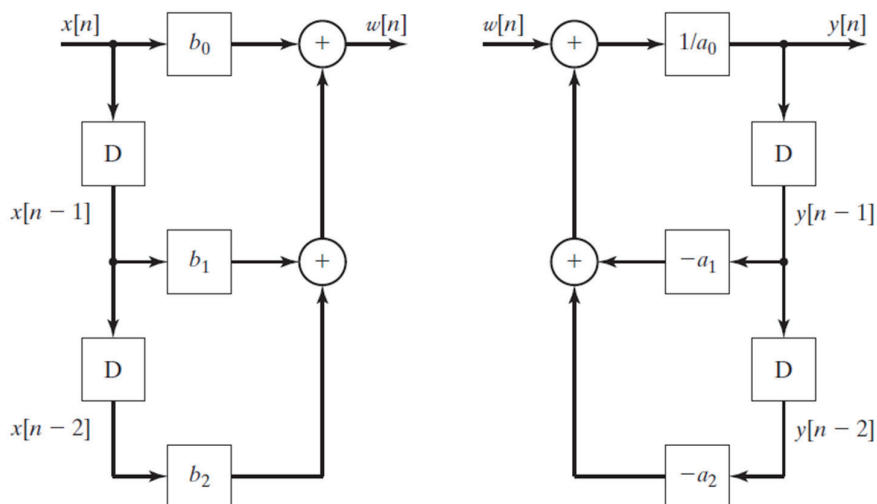 x[n] b₀ + w[n] w[n] + 1/a₀ y[n]
D D
x[n − 1] y[n − 1]
b₁ + + −a₁
D D
x[n − 2] y[n − 2]
b₂ −a₂